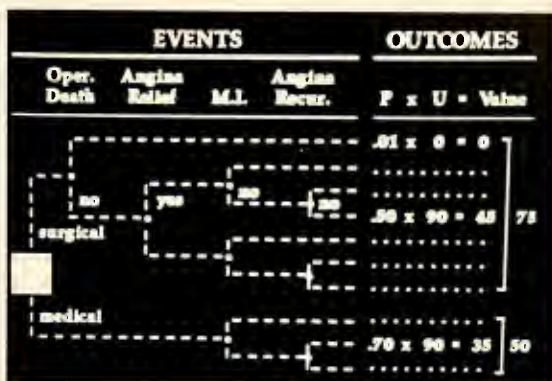 EVENTS OUTCOMES
Oper. Angina Angina
Death Relief M.I. Recur. P x U = Value
.01 x 0 = 0
no yes no no
.50 x 90 = 45 75
surgical
medical
.70 x 90 = 35 50